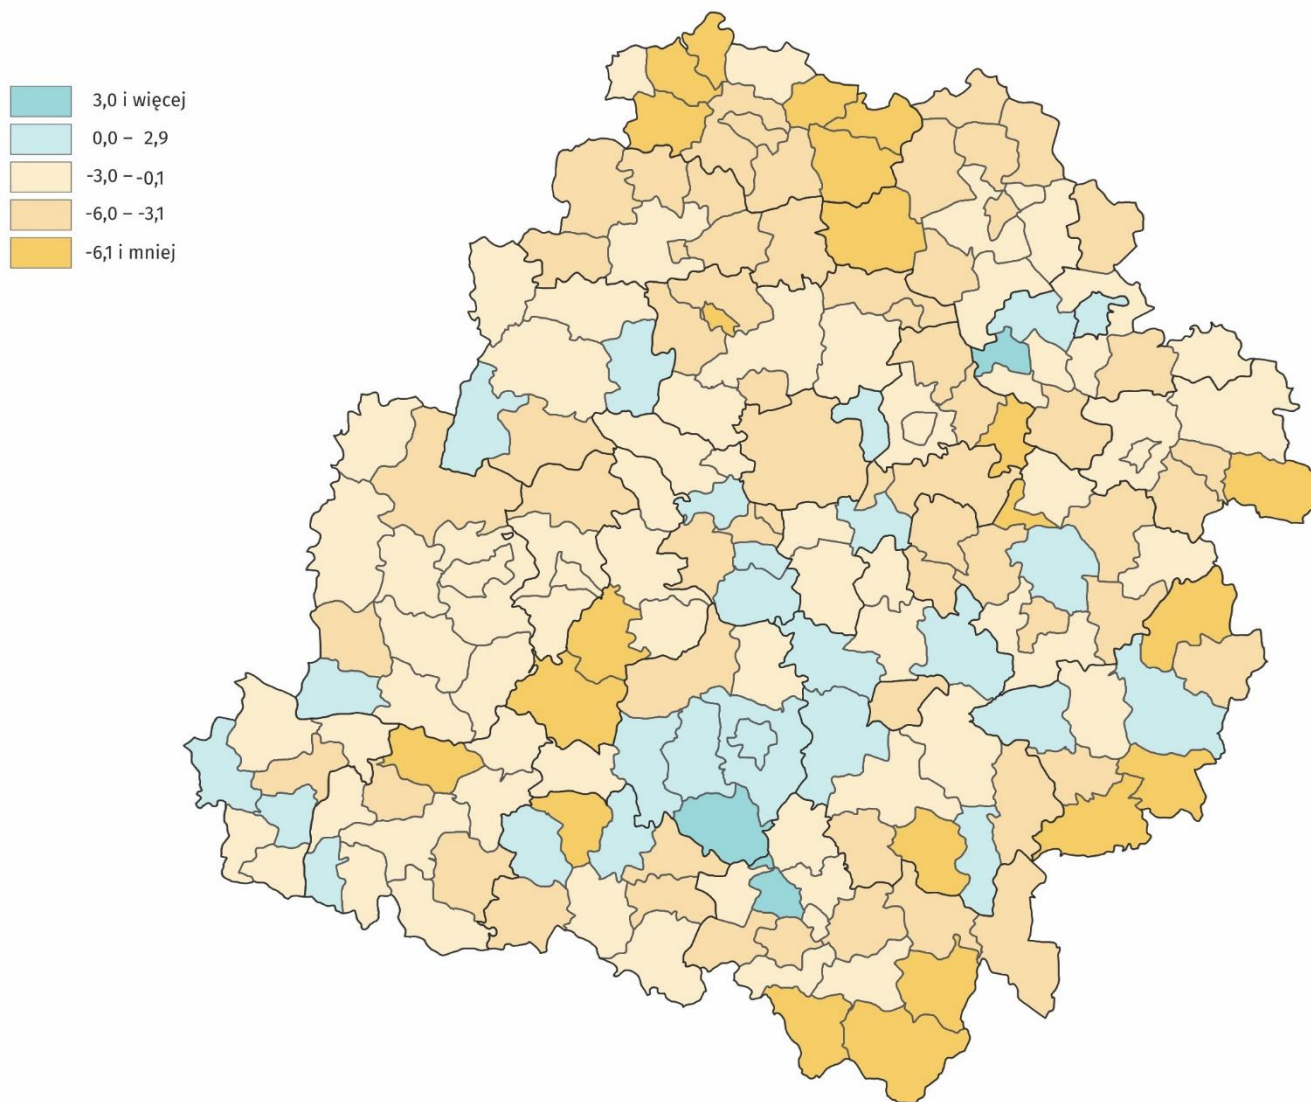 3,0 i więcej
0,0 – 2,9
-3,0 – -0,1
-6,0 – -3,1
-6,1 i mniej